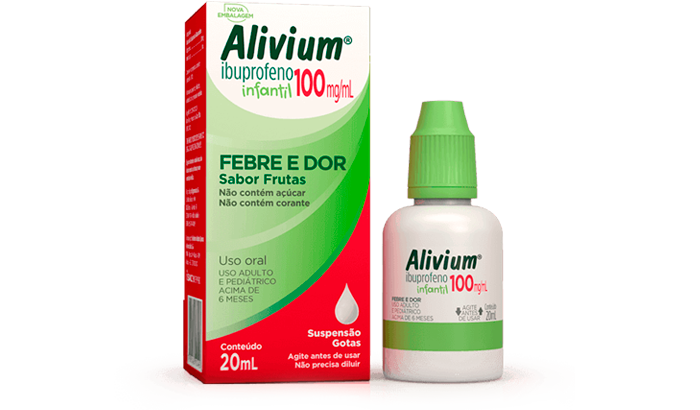 NOVA
EMBALAGEM
Alivium®
ibuprofeno
infantil 100mg/mL
FEBRE E DOR
Sabor Frutas
Não contém açúcar
Não contém corante
Uso oral
USO ADULTO
E PEDIÁTRICO
ACIMA DE
6 MESES
Conteúdo
20mL
Suspensão
Gotas
Agite antes de usar
Não precisa diluir
Alivium®
ibuprofeno
infantil 100mg/mL
FEBRE E DOR
USO ADULTO
E PEDIÁTRICO
ACIMA DE 6 MESES
AGITE
ANTES
DE USAR
Conteúdo
20mL